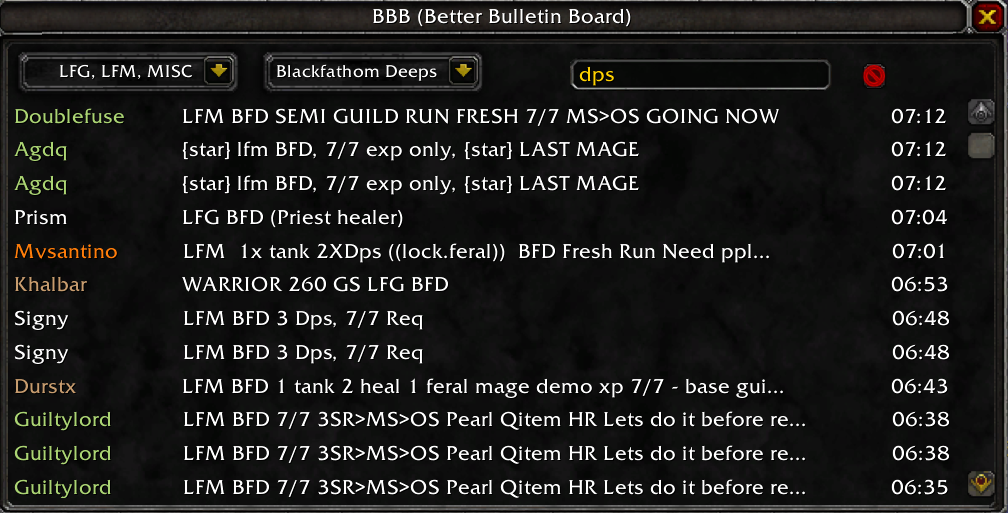 BBB (Better Bulletin Board)
LFG, LFM, MISC Blackfathom Deeps dps
Doublefuse LFM BFD SEMI GUILD RUN FRESH 7/7 MS>OS GOING NOW 07:12
Agdq {star} lfm BFD, 7/7 exp only, {star} LAST MAGE 07:12
Agdq {star} lfm BFD, 7/7 exp only, {star} LAST MAGE 07:12
Prism LFG BFD (Priest healer) 07:04
Mvsantino LFM 1x tank 2XDps ((lock.feral)) BFD Fresh Run Need ppl... 07:01
Khalbar WARRIOR 260 GS LFG BFD 06:53
Signy LFM BFD 3 Dps, 7/7 Req 06:48
Signy LFM BFD 3 Dps, 7/7 Req 06:48
Durstx LFM BFD 1 tank 2 heal 1 feral mage demo xp 7/7 - base gui... 06:43
Guiltylord LFM BFD 7/7 3SR>MS>OS Pearl Qitem HR Lets do it before re... 06:38
Guiltylord LFM BFD 7/7 3SR>MS>OS Pearl Qitem HR Lets do it before re... 06:38
Guiltylord LFM BFD 7/7 3SR>MS>OS Pearl Qitem HR Lets do it before re... 06:35